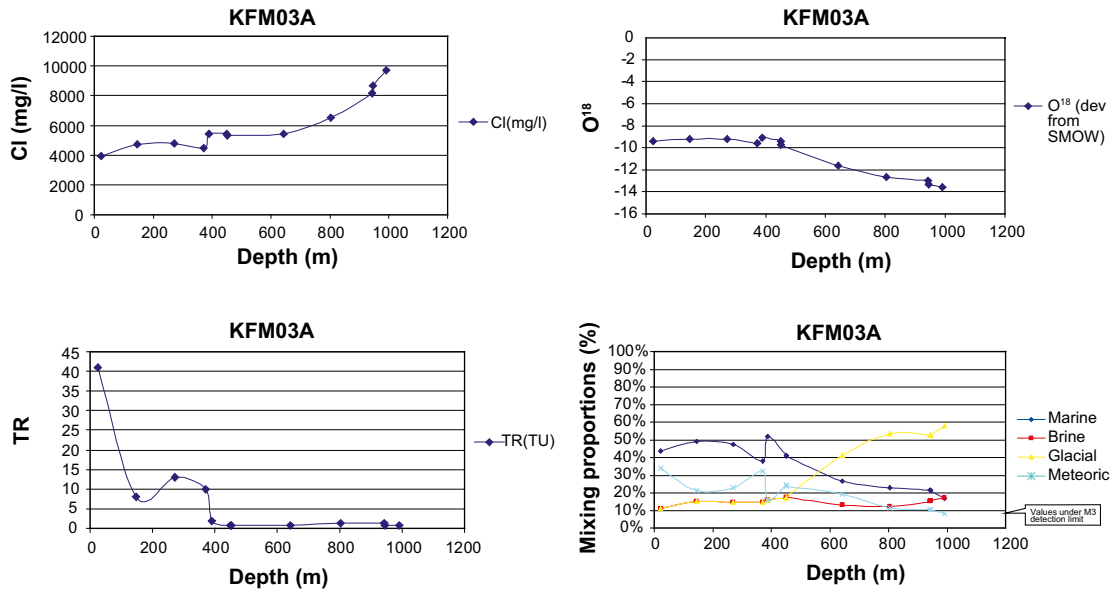 KFM03A
Cl (mg/l)
12000
10000
8000
6000
4000
2000
0
0 200 400 600 800 1000 1200
Depth (m)
Cl(mg/l)
KFM03A
O¹⁸
0
-2
-4
-6
-8
-10
-12
-14
-16
0 200 400 600 800 1000 1200
Depth (m)
O¹⁸ (dev
from
SMOW)
KFM03A
TR
45
40
35
30
25
20
15
10
5
0
0 200 400 600 800 1000 1200
Depth (m)
TR(TU)
KFM03A
Mixing proportions (%)
100%
90%
80%
70%
60%
50%
40%
30%
20%
10%
0%
0 200 400 600 800 1000 1200
Depth (m)
Marine
Brine
Glacial
Meteoric
Values under M3
detection limit